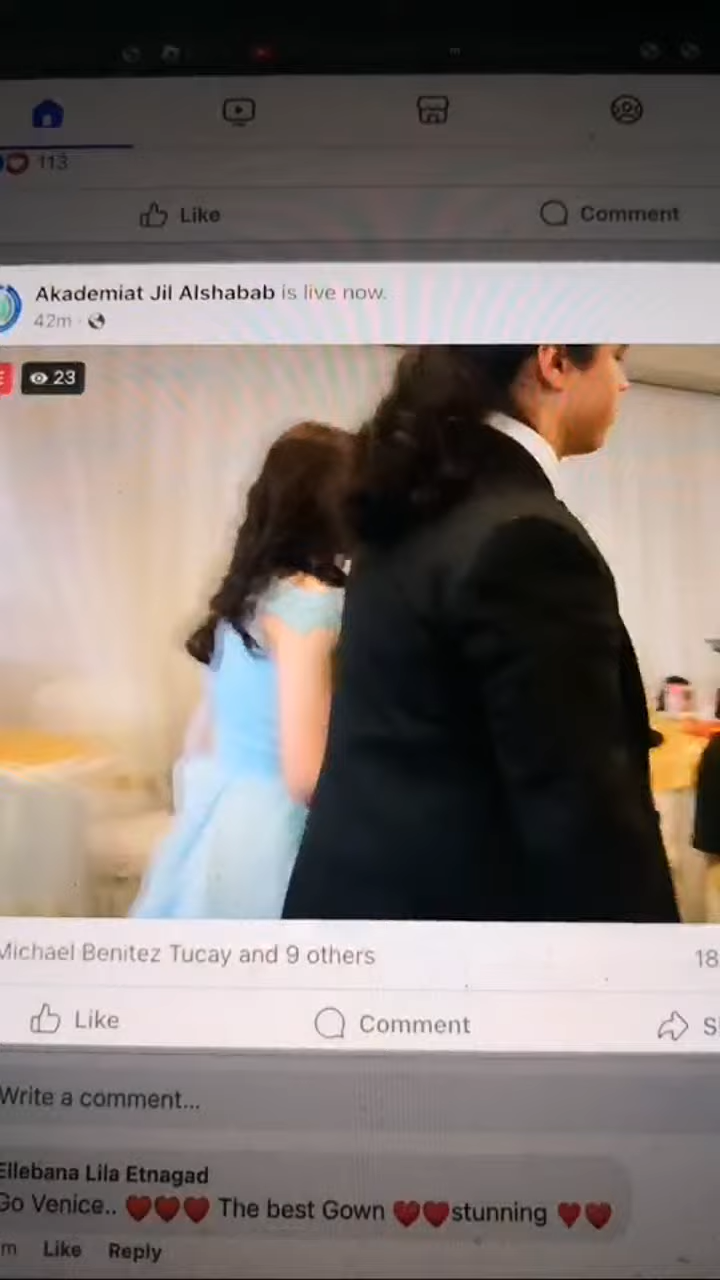 113
Like
Comment
Akademiat Jil Alshabab is live now.
42m ·
23
Michael Benitez Tucay and 9 others
18
Like
Comment
Write a comment...
Ellebana Lila Etnagad
Go Venice.. ❤❤❤ The best Gown ❤❤stunning ❤❤
m Like Reply